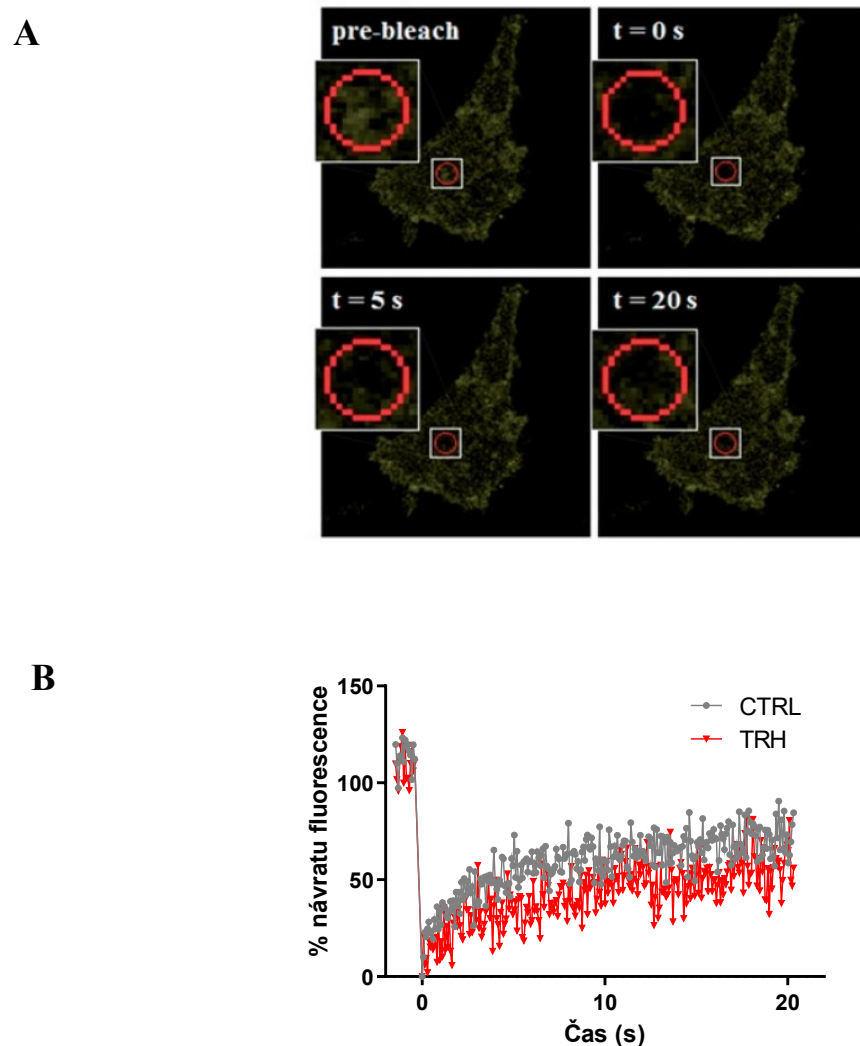 A
pre-bleach
t = 0 s
t = 5 s
t = 20 s
B
% návratu fluorescence
150
100
50
0
CTRL
TRH
0
10
20
Čas (s)